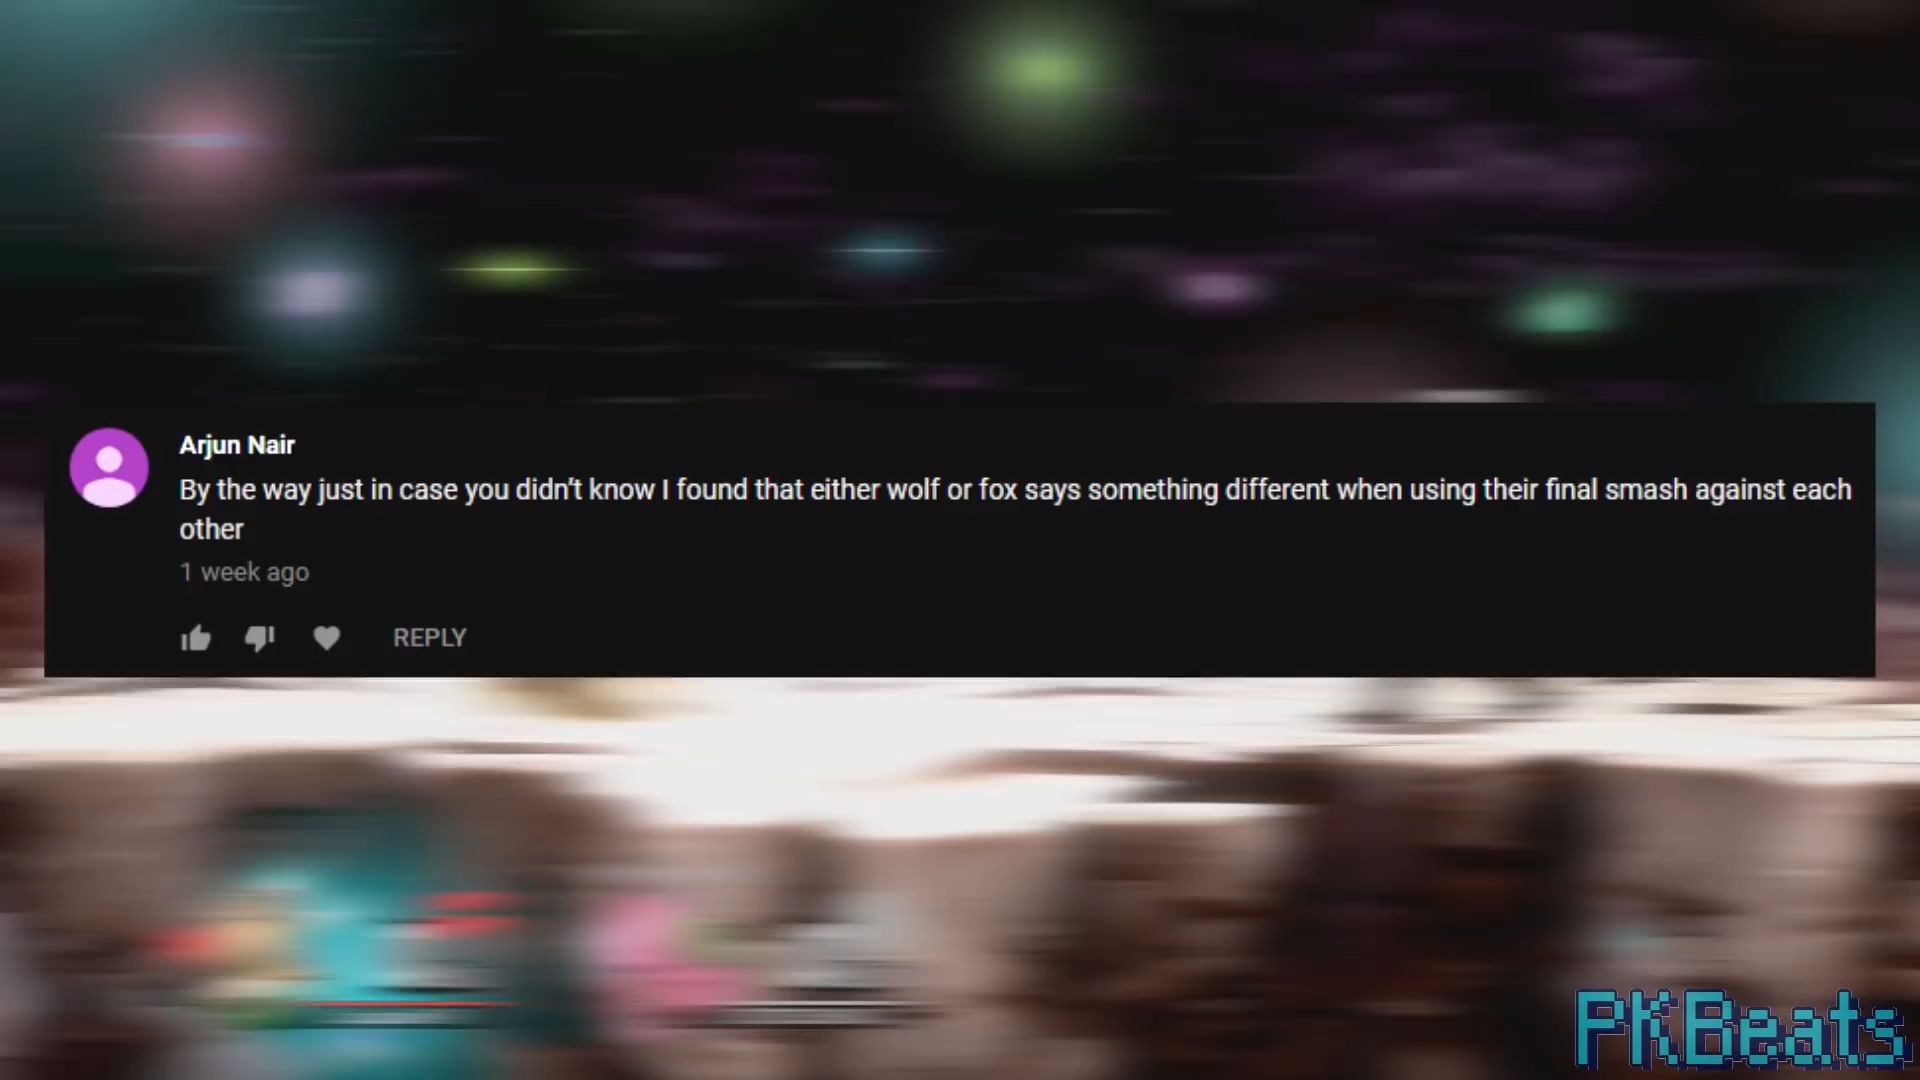 Arjun Nair
By the way just in case you didn't know I found that either wolf or fox says something different when using their final smash against each
other
1 week ago
REPLY
PKBeats